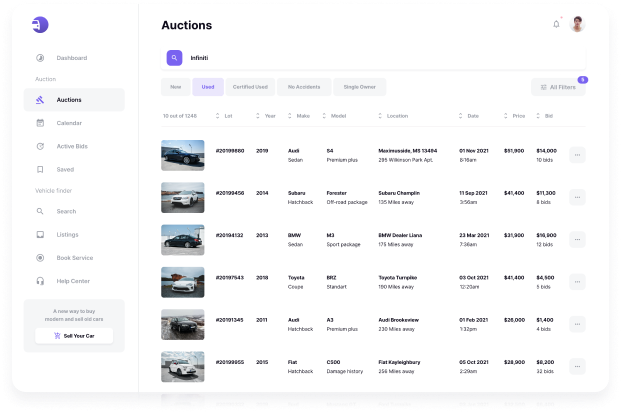 Auctions
Dashboard
Auction
Auctions
Calendar
Active Bids
Saved
Vehicle finder
Search
Listings
Book Service
Help Center
A new way to buy
modern and sell old cars
Sell Your Car
Infiniti
New Used Certified Used No Accidents Single Owner All Filters 5
10 out of 1248 Lot Year Make Model Location Date Price Bid
#20199680 2019 Audi S4 Maximusside, MS 13494 01 Nov 2021 $51,900 $14,000
Sedan Premium plus 295 Wilkinson Park Apt. 8:16am 10 bids
#20199456 2014 Subaru Forester Subaru Champlin 11 Sep 2021 $41,400 $11,300
Hatchback Off-road package 135 Miles away 3:56am 8 bids
#20194132 2013 BMW M3 BMW Dealer Liana 23 Mar 2021 $31,900 $16,900
Sedan Sport package 175 Miles away 7:36am 12 bids
#20197543 2018 Toyota BRZ Toyota Turnpike 03 Oct 2021 $41,400 $4,500
Coupe Standart 190 Miles away 12:20am 5 bids
#20191345 2011 Audi A3 Audi Brookeview 01 Feb 2021 $26,000 $1,400
Hatchback Premium plus 230 Miles away 1:32pm 4 bids
#20199955 2015 Fiat C500 Fiat Kayleighbury 05 Oct 2021 $28,900 $8,200
Hatchback Damage history 256 Miles away 2:29am 32 bids